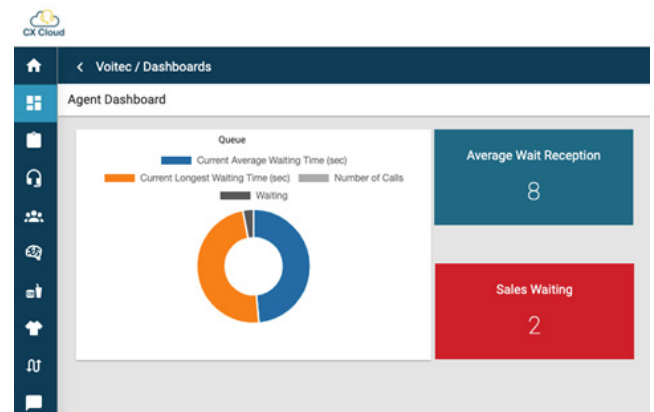 CX Cloud
Voitec / Dashboards
Agent Dashboard
Queue
Current Average Waiting Time (sec)
Current Longest Waiting Time (sec) Number of Calls
Waiting
Average Wait Reception
8
Sales Waiting
2